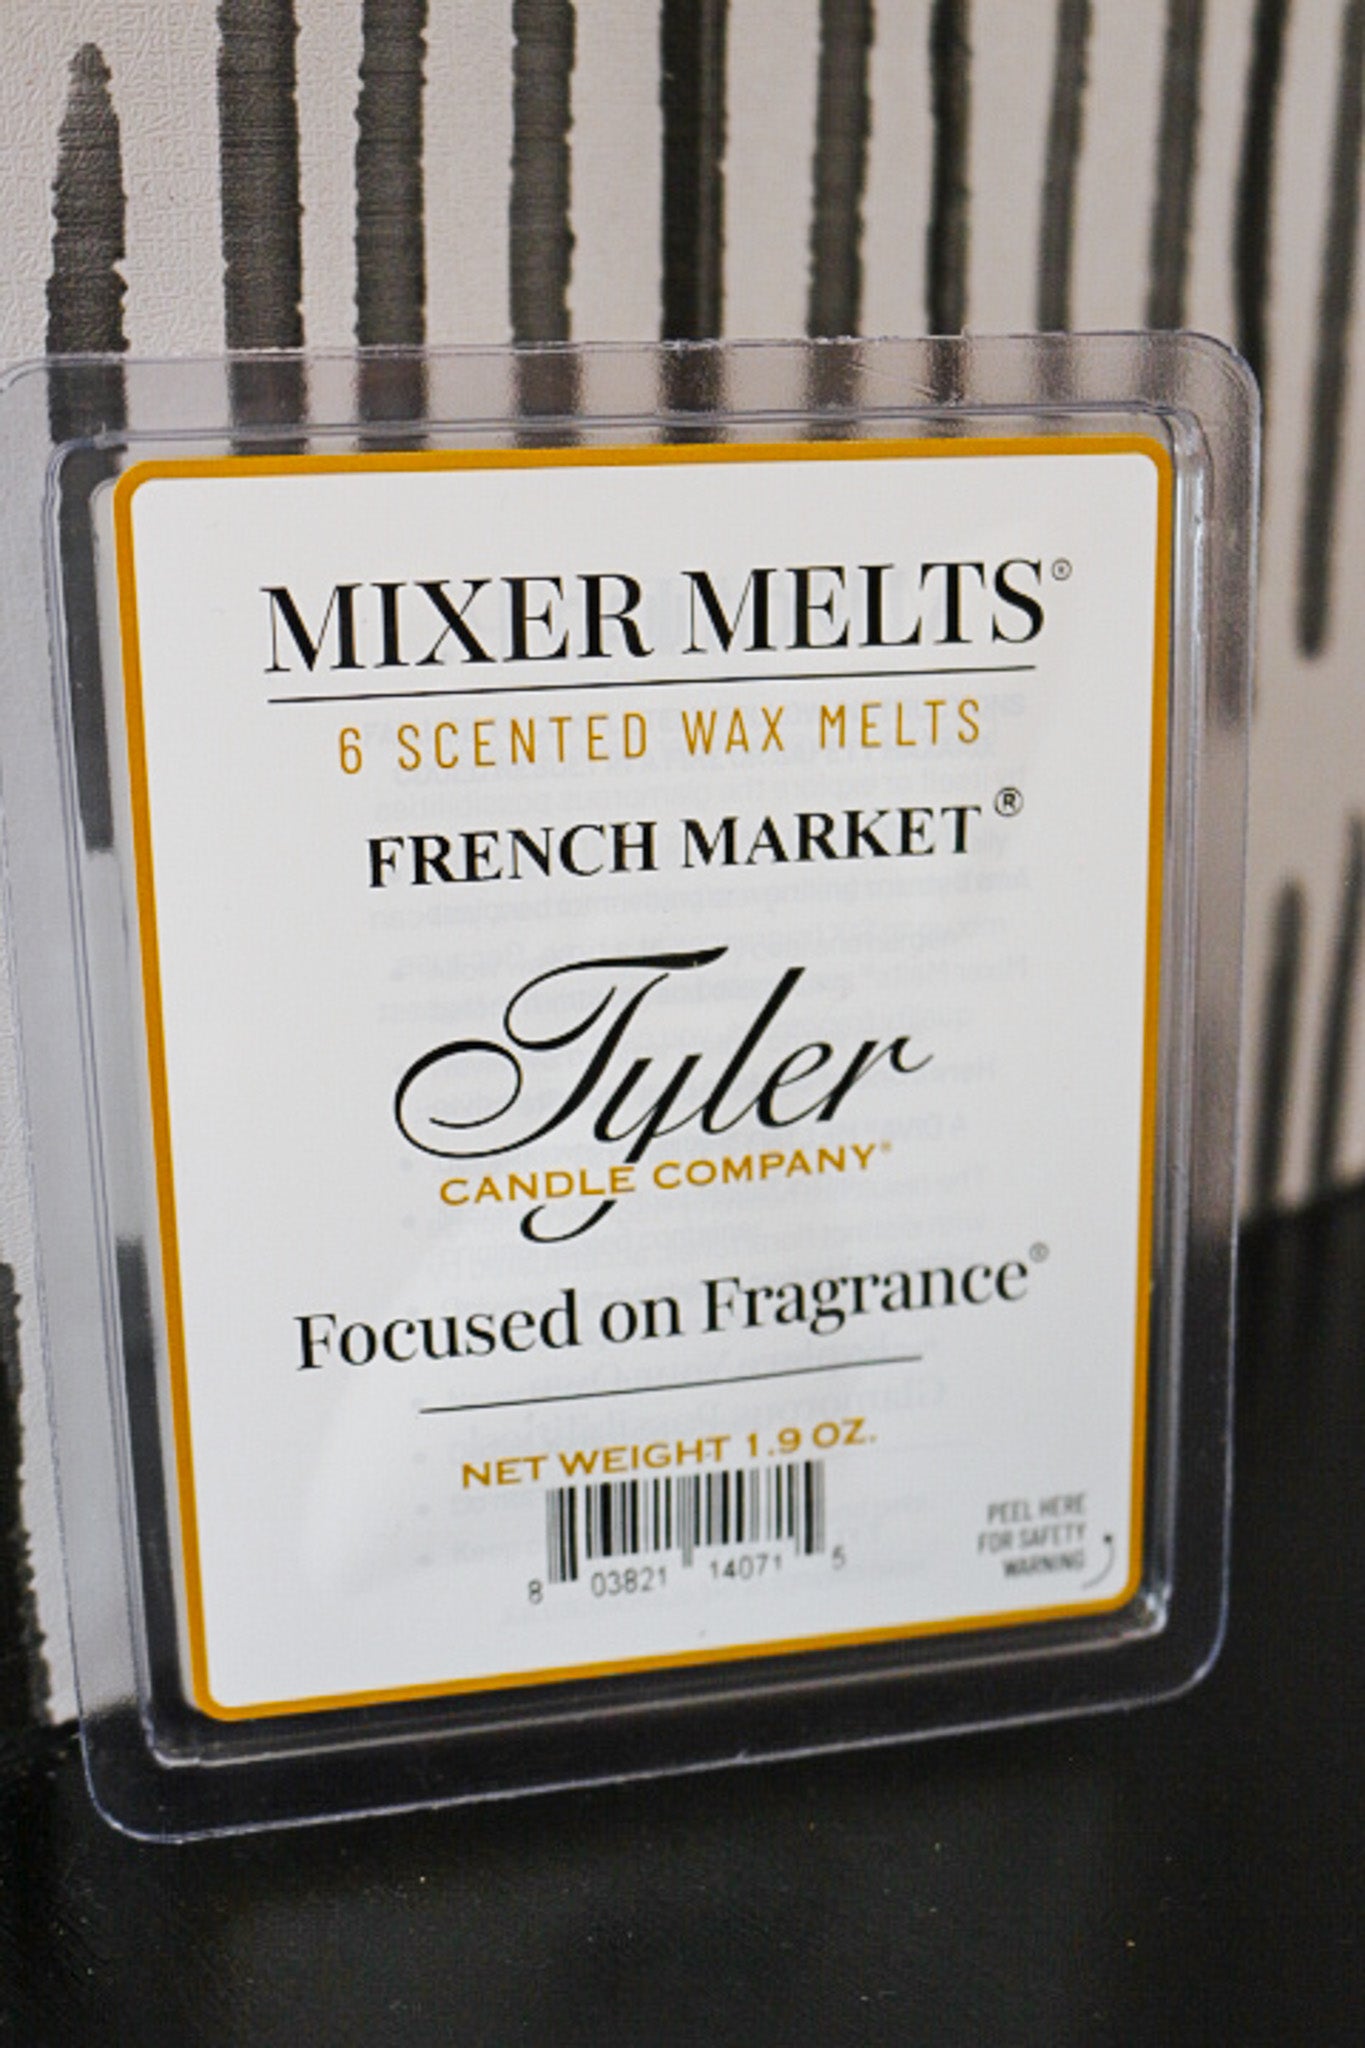 MIXER MELTS®
6 SCENTED WAX MELTS
FRENCH MARKET®
Tyler
CANDLE COMPANY®
Focused on Fragrance®
NET WEIGHT 1.9 OZ.
8 03821 14071 5
PEEL HERE
FOR SAFETY
WARNING